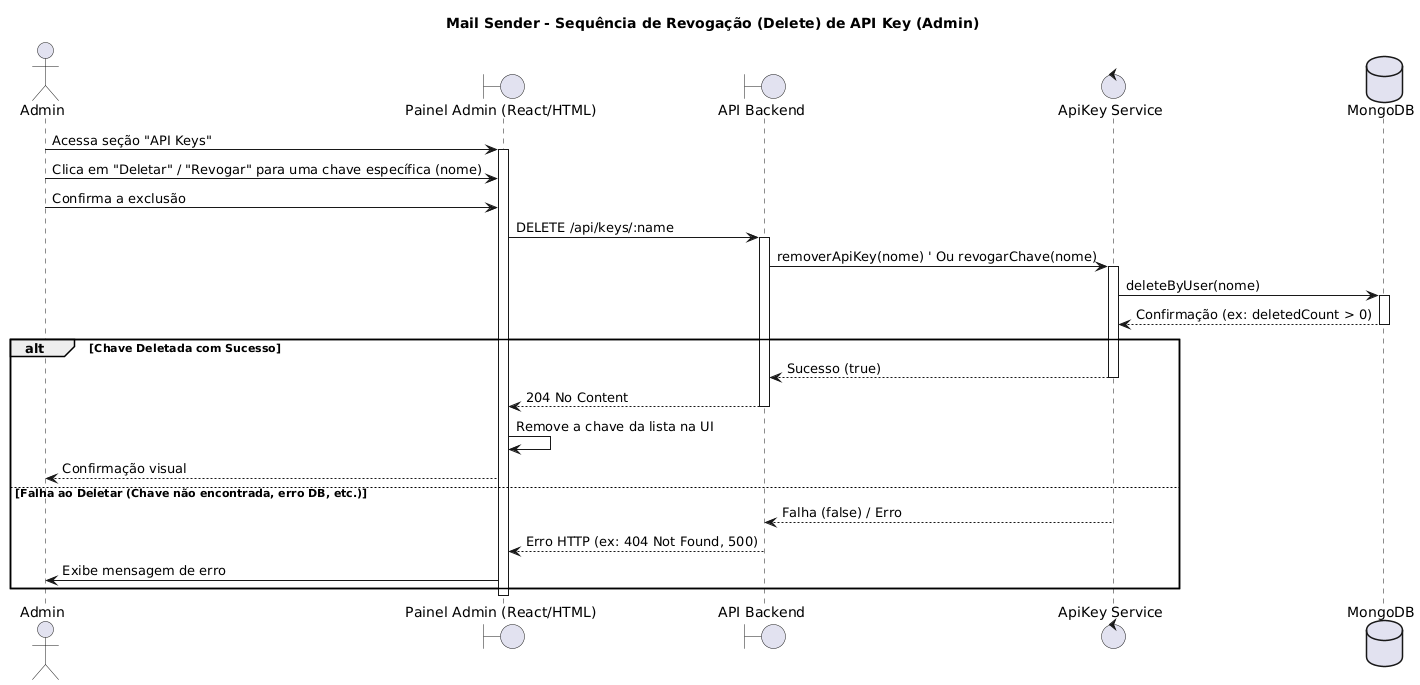 Mail Sender - Sequência de Revogação (Delete) de API Key (Admin)
Admin
Painel Admin (React/HTML)
API Backend
ApiKey Service
MongoDB
Acessa seção "API Keys"
Clica em "Deletar" / "Revogar" para uma chave específica (nome)
Confirma a exclusão
DELETE /api/keys/:name
removerApiKey(nome) ' Ou revogarChave(nome)
deleteByUser(nome)
Confirmação (ex: deletedCount > 0)
alt
[Chave Deletada com Sucesso]
Sucesso (true)
204 No Content
Remove a chave da lista na UI
Confirmação visual
[Falha ao Deletar (Chave não encontrada, erro DB, etc.)]
Falha (false) / Erro
Erro HTTP (ex: 404 Not Found, 500)
Exibe mensagem de erro
Admin
Painel Admin (React/HTML)
API Backend
ApiKey Service
MongoDB